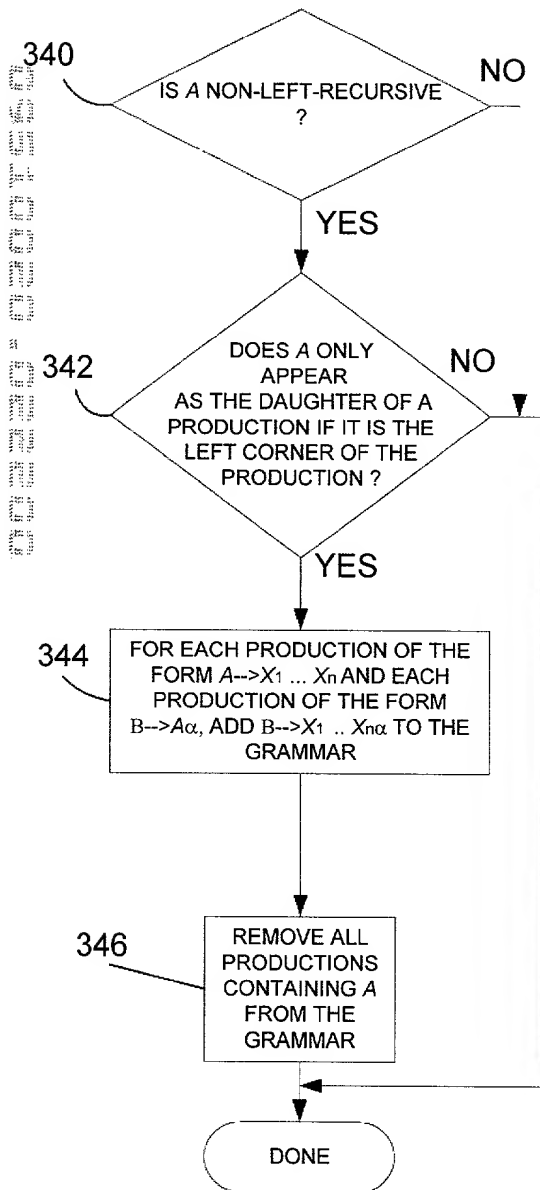 340
IS A NON-LEFT-RECURSIVE
?
NO
YES
342
DOES A ONLY
APPEAR
AS THE DAUGHTER OF A
PRODUCTION IF IT IS THE
LEFT CORNER OF THE
PRODUCTION ?
NO
YES
344
FOR EACH PRODUCTION OF THE
FORM A-->X1 ... Xn AND EACH
PRODUCTION OF THE FORM
B-->Aα, ADD B-->X1 .. Xnα TO THE
GRAMMAR
346
REMOVE ALL
PRODUCTIONS
CONTAINING A
FROM THE
GRAMMAR
DONE